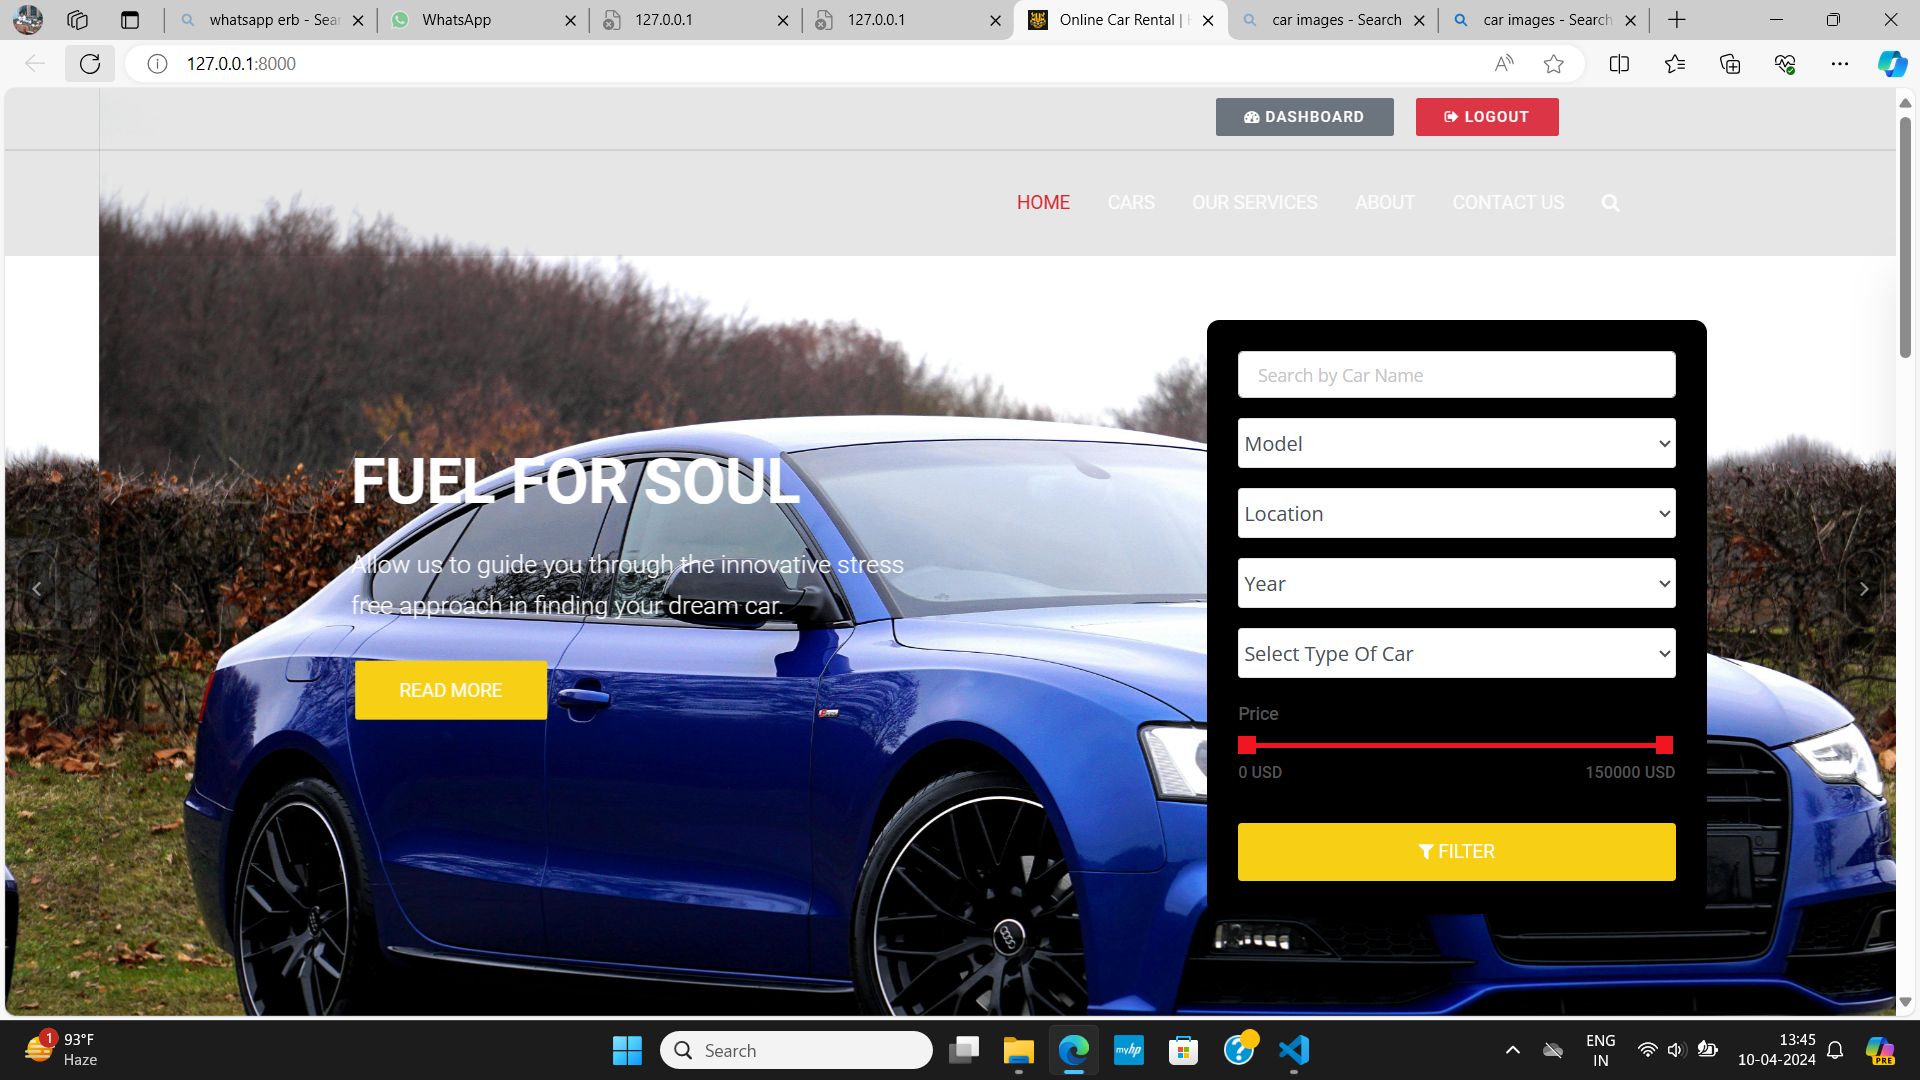 whatsapp erb - Sea
WhatsApp
127.0.0.1
127.0.0.1
Online Car Rental |
car images - Search
car images - Search
127.0.0.1:8000
DASHBOARD
LOGOUT
HOME
CARS
OUR SERVICES
ABOUT
CONTACT US
FUEL FOR SOUL
Allow us to guide you through the innovative stress
free approach in finding your dream car.
READ MORE
Search by Car Name
Model
Location
Year
Select Type Of Car
Price
0 USD
150000 USD
FILTER
1
93°F
Haze
Search
myhp
PRE
ENG
IN
13:45
10-04-2024